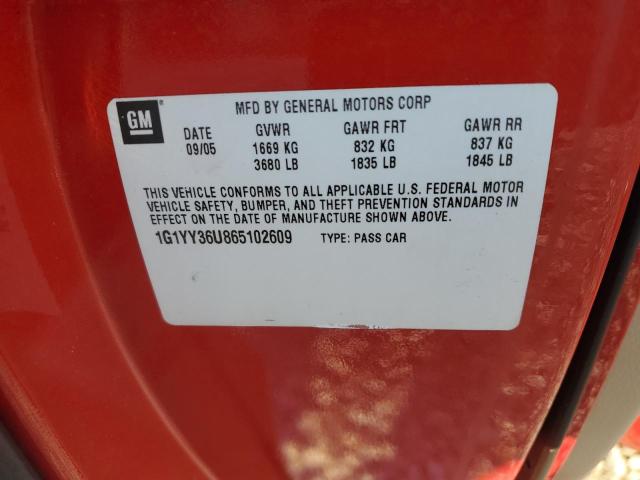 GM ® MFD BY GENERAL MOTORS CORP
DATE GVWR GAWR FRT GAWR RR
09/05 1669 KG 832 KG 837 KG
3680 LB 1835 LB 1845 LB
THIS VEHICLE CONFORMS TO ALL APPLICABLE U.S. FEDERAL MOTOR
VEHICLE SAFETY, BUMPER, AND THEFT PREVENTION STANDARDS IN
EFFECT ON THE DATE OF MANUFACTURE SHOWN ABOVE.
1G1YY36U865102609 TYPE: PASS CAR